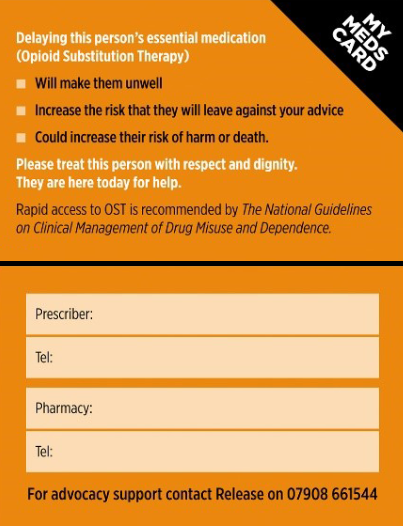 MY
MEDS
CARD
Delaying this person's essential medication
(Opioid Substitution Therapy)
Will make them unwell
Increase the risk that they will leave against your advice
Could increase their risk of harm or death.
Please treat this person with respect and dignity.
They are here today for help.
Rapid access to OST is recommended by The National Guidelines
on Clinical Management of Drug Misuse and Dependence.
Prescriber:
Tel:
Pharmacy:
Tel:
For advocacy support contact Release on 07908 661544